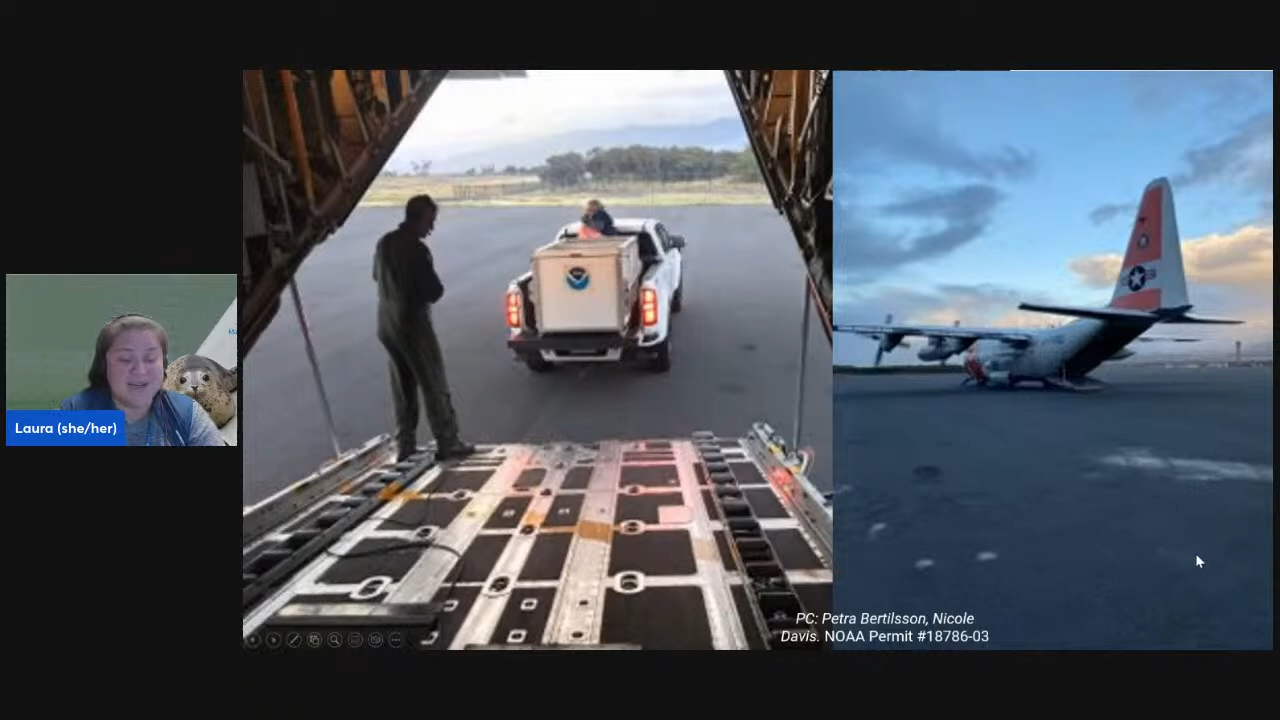 Laura (she/her)
PC: Petra Bertilsson, Nicole
Davis. NOAA Permit #18786-03